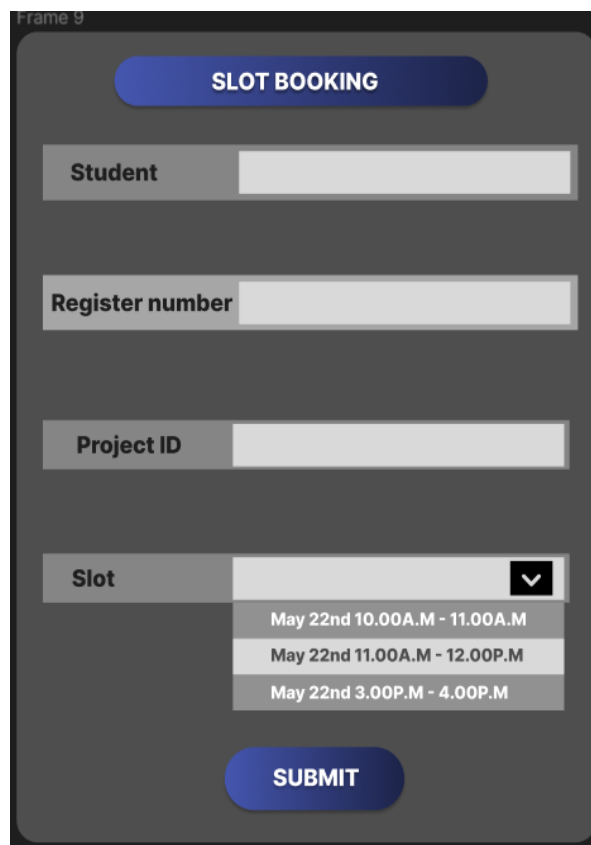 Frame 9
SLOT BOOKING
Student
Register number
Project ID
Slot
May 22nd 10.00A.M - 11.00A.M
May 22nd 11.00A.M - 12.00P.M
May 22nd 3.00P.M - 4.00P.M
SUBMIT